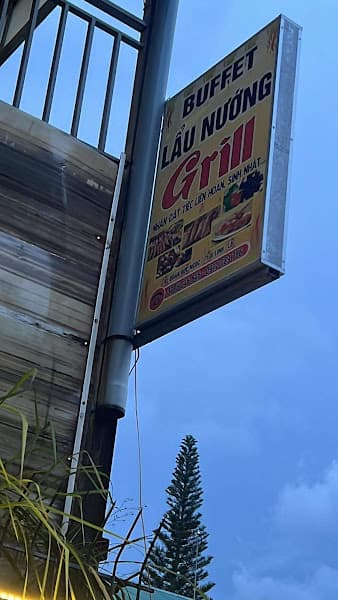 BUFFET
LẨU NƯỚNG
Grill
NHẬN ĐẶT TIỆC LIÊN HOAN, SINH NHẬT...